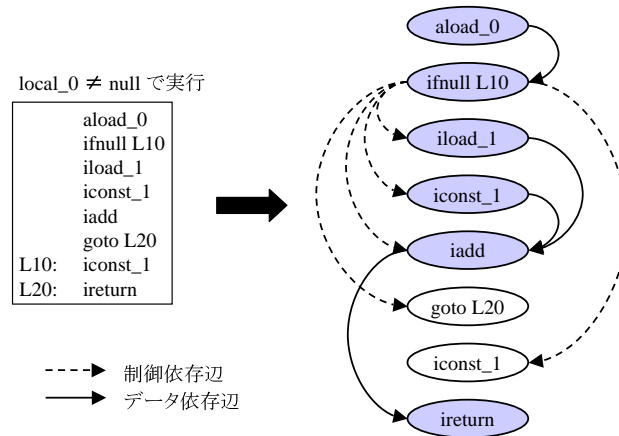 local_0 ≠ null で実行
aload_0
ifnull L10
iload_1
iconst_1
iadd
goto L20
L10: iconst_1
L20: ireturn
制御依存辺
データ依存辺
aload_0
ifnull L10
iload_1
iconst_1
iadd
goto L20
iconst_1
ireturn